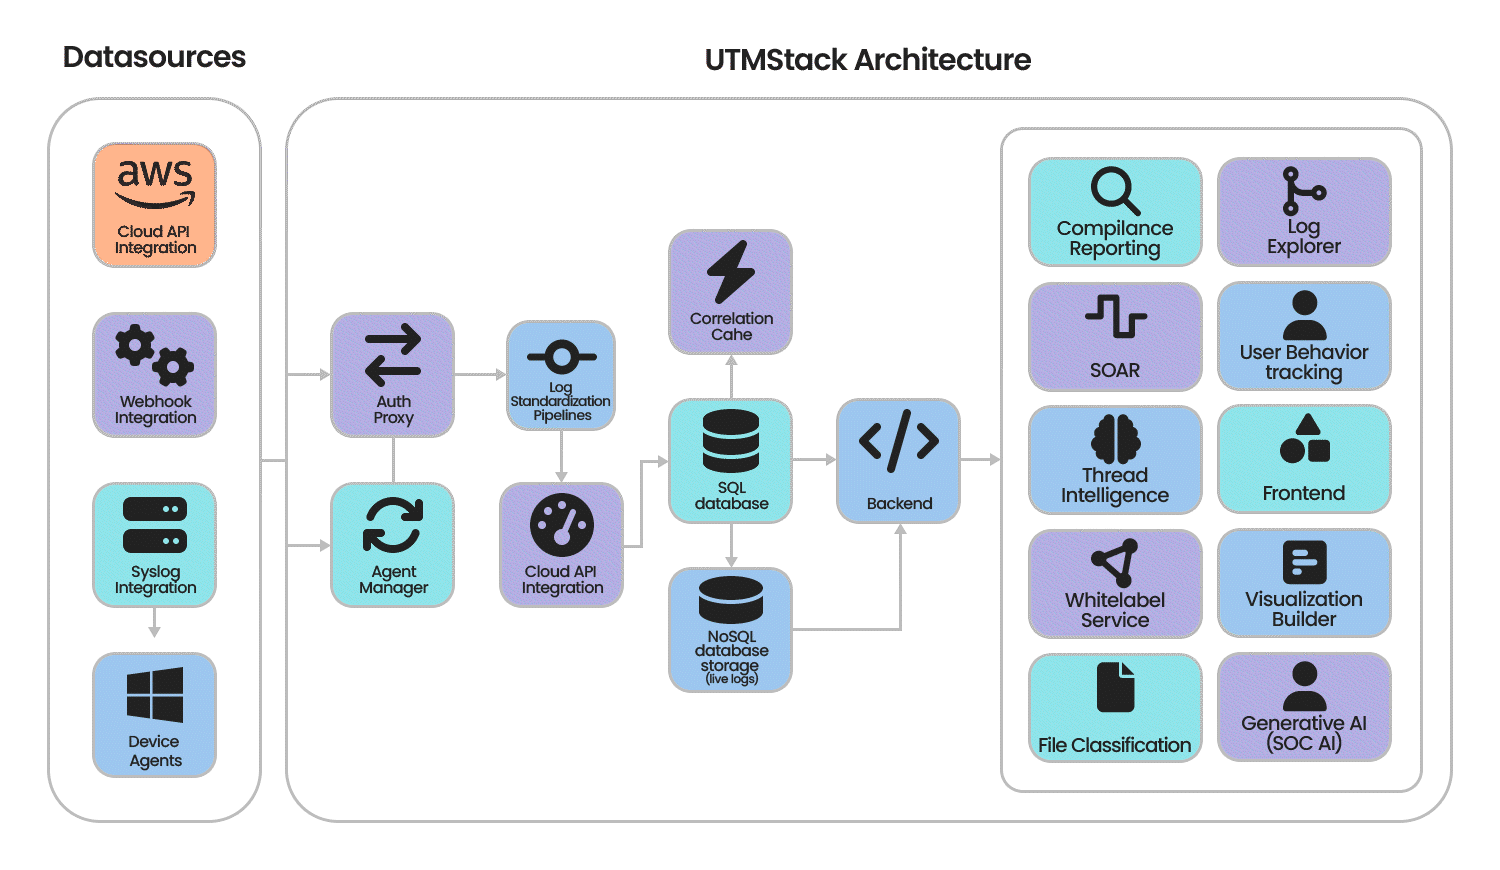 Datasources
UTMStack Architecture
aws
Cloud API
Integration
Webhook
Integration
Syslog
Integration
Device
Agents
Auth
Proxy
Agent
Manager
Log
Standardization
Pipelines
Cloud API
Integration
Correlation
Cahe
SQL
database
NoSQL
database
storage
(live logs)
Backend
Compilance
Reporting
Log
Explorer
SOAR
User Behavior
tracking
Thread
Intelligence
Frontend
Whitelabel
Service
Visualization
Builder
File Classification
Generative AI
(SOC AI)